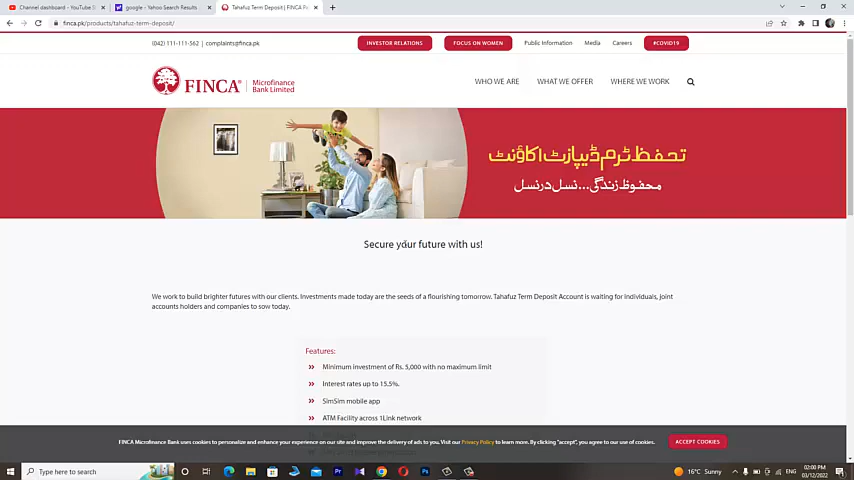 Channel dashboard - YouTube S
google - Yahoo Search Results
Tahafuz Term Deposit | FINCA P
finca.pk/products/tahafuz-term-deposit/
(042) 111-111-562 | complaints@finca.pk
INVESTOR RELATIONS
FOCUS ON WOMEN
Public Information
Media
Careers
#COVID19
FINCA® Microfinance Bank Limited
WHO WE ARE
WHAT WE OFFER
WHERE WE WORK
تحفظ ٹرم ڈیپازٹ اکاؤنٹ
محفوظ زندگی...نسل در نسل
Secure your future with us!
We work to build brighter futures with our clients. Investments made today are the seeds of a flourishing tomorrow. Tahafuz Term Deposit Account is waiting for individuals, joint
accounts holders and companies to sow today.
Features:
Minimum investment of Rs. 5,000 with no maximum limit
Interest rates up to 15.5%.
SimSim mobile app
ATM Facility across 1Link network
FINCA Microfinance Bank uses cookies to personalize and enhance your experience on our site and improve the delivery of ads to you. Visit our Privacy Policy to learn more. By clicking "accept", you agree to our use of cookies.
ACCEPT COOKIES
Type here to search
16°C Sunny
ENG
02:00 PM
03/12/2022